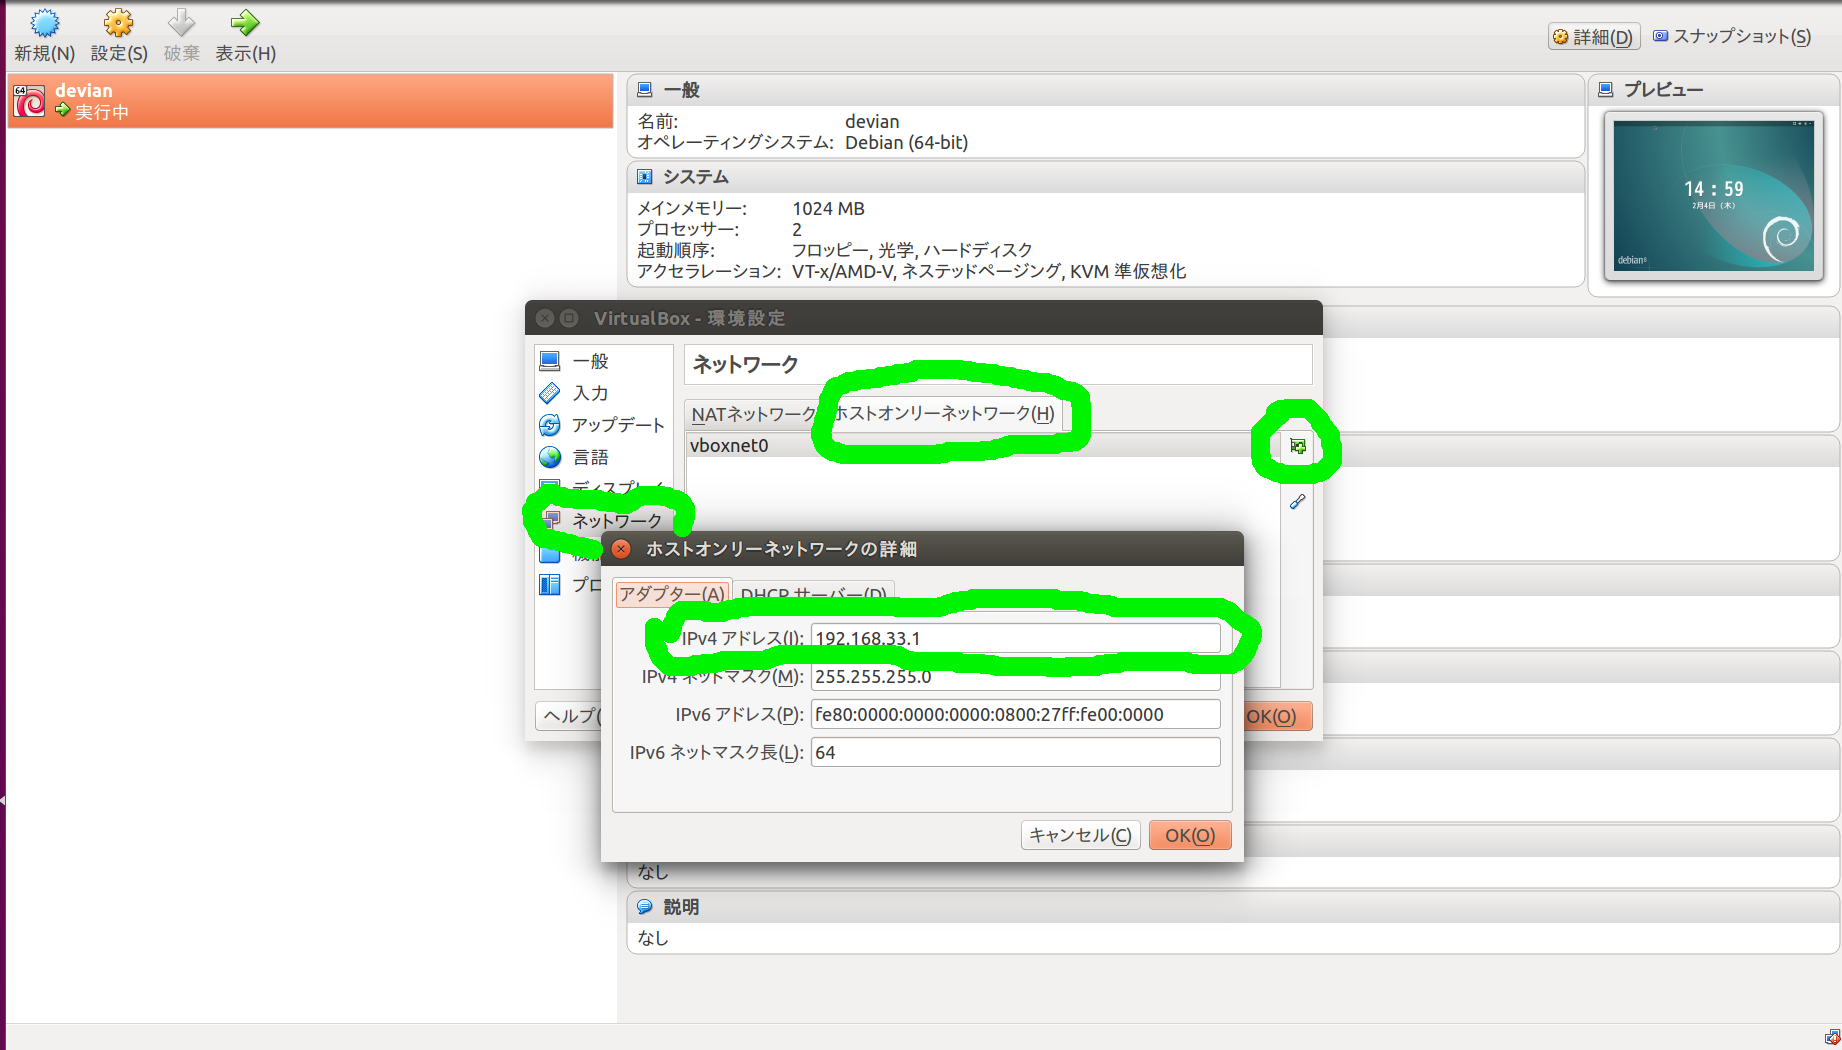 新規(N) 設定(S) 破棄 表示(H)
詳細(D) スナップショット(S)
64
devian
実行中
一般
名前: devian
オペレーティングシステム: Debian (64-bit)
システム
メインメモリー: 1024 MB
プロセッサー: 2
起動順序: フロッピー, 光学, ハードディスク
アクセラレーション: VT-x/AMD-V, ネステッドページング, KVM 準仮想化
プレビュー
14 : 59
2月4日 (木)
debian8
VirtualBox - 環境設定
一般
入力
アップデート
言語
ディスプレイ
ネットワーク
プロ
ヘルプ(
ネットワーク
NATネットワーク ホストオンリーネットワーク(H)
vboxnet0
OK(O)
ホストオンリーネットワークの詳細
アダプター(A) DHCP サーバー(D)
IPv4 アドレス(I): 192.168.33.1
IPv4 ネットマスク(M): 255.255.255.0
IPv6 アドレス(P): fe80:0000:0000:0000:0800:27ff:fe00:0000
IPv6 ネットマスク長(L): 64
キャンセル(C) OK(O)
なし
説明
なし